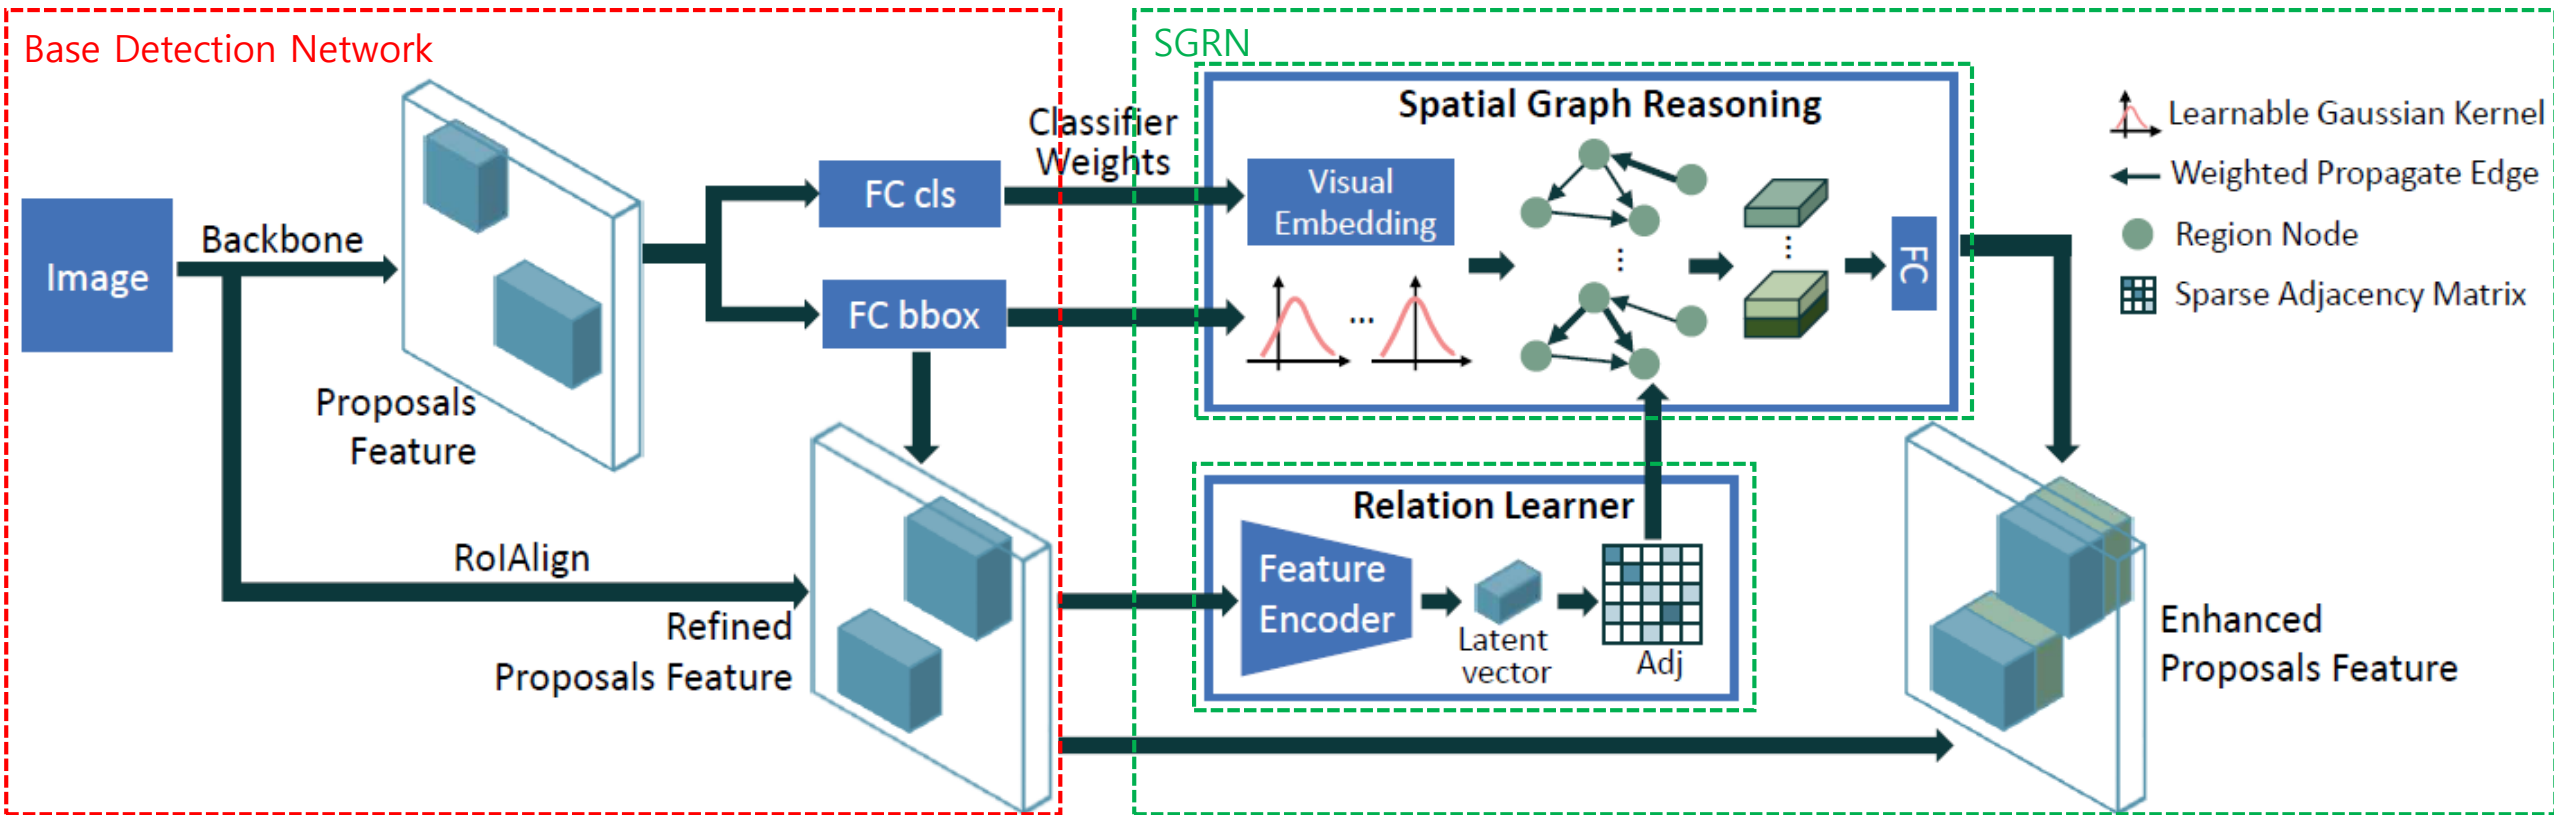 Base Detection Network
SGRN
Image
Backbone
Proposals
Feature
RoIAlign
Refined
Proposals Feature
FC cls
FC bbox
Classifier
Weights
Spatial Graph Reasoning
Visual
Embedding
...
...
...
FC
Relation Learner
Feature
Encoder
Latent
vector
Adj
Learnable Gaussian Kernel
Weighted Propagate Edge
Region Node
Sparse Adjacency Matrix
Enhanced
Proposals Feature